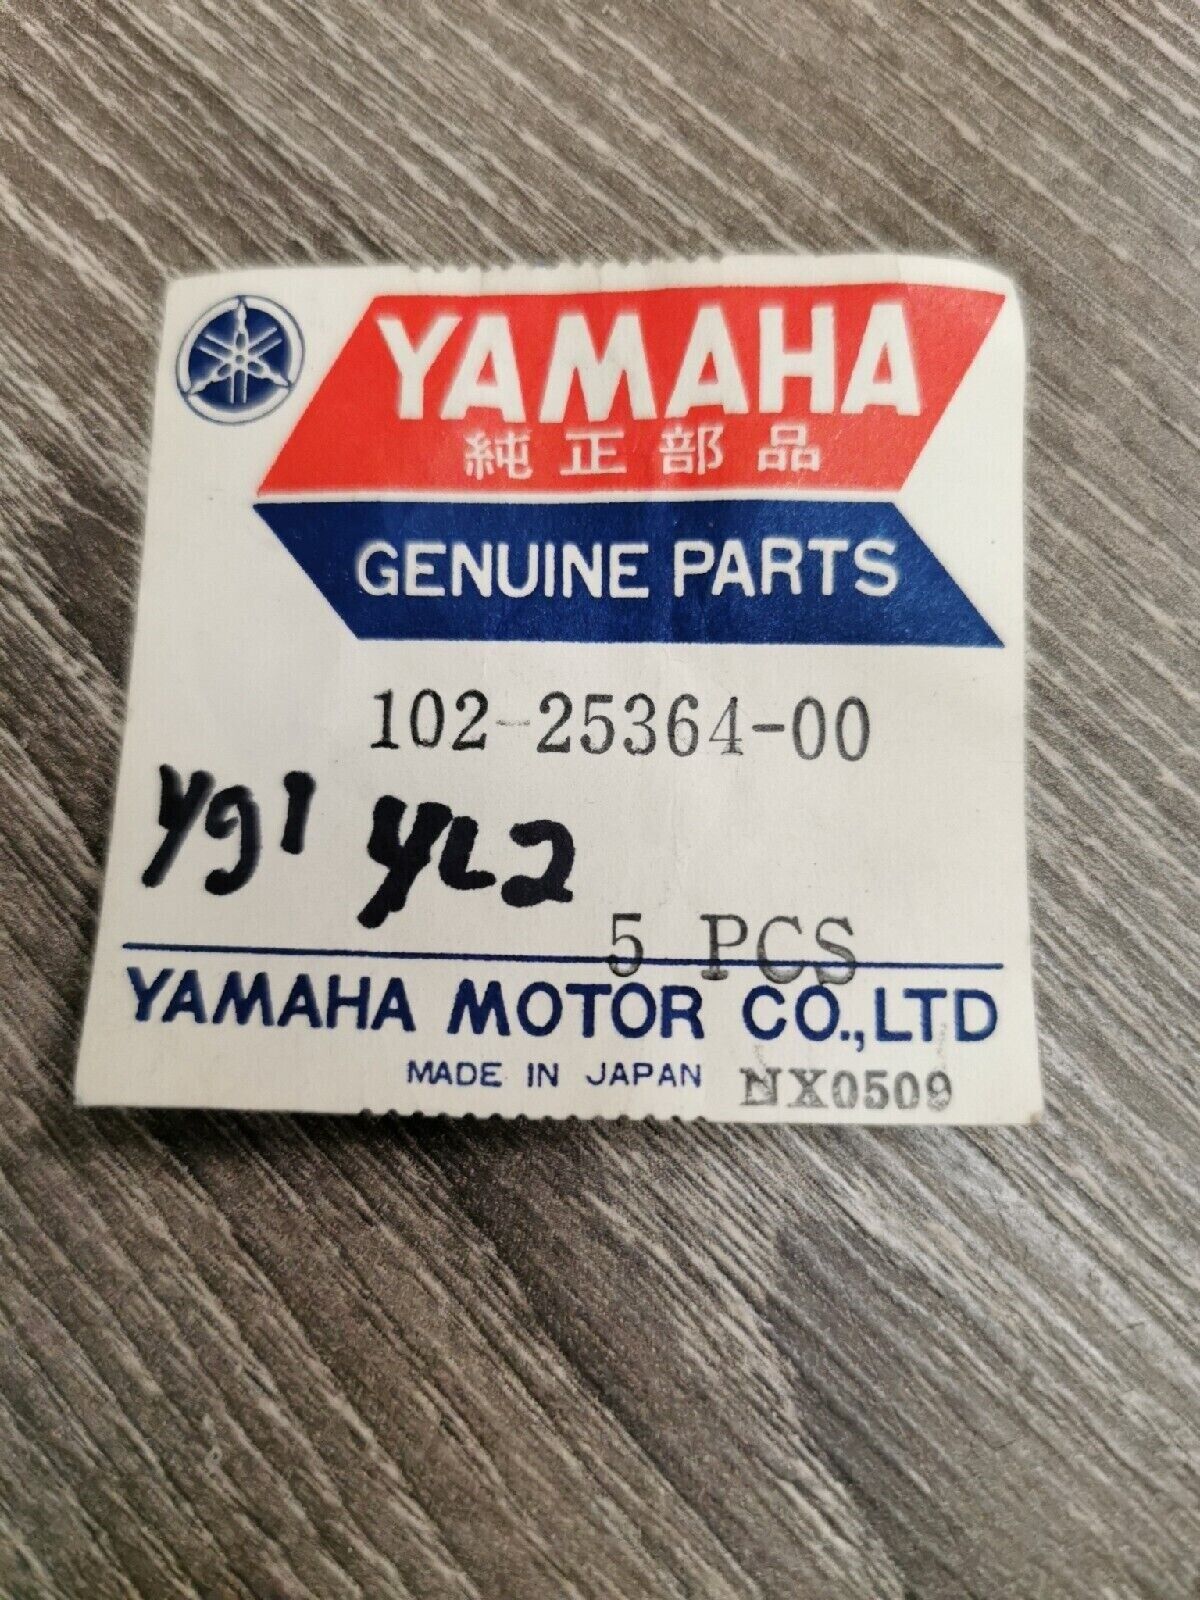 YAMAHA
純正部品
GENUINE PARTS
102-25364-00
yg1 yL2
5 PCS
YAMAHA MOTOR CO.,LTD
MADE IN JAPAN NX0509